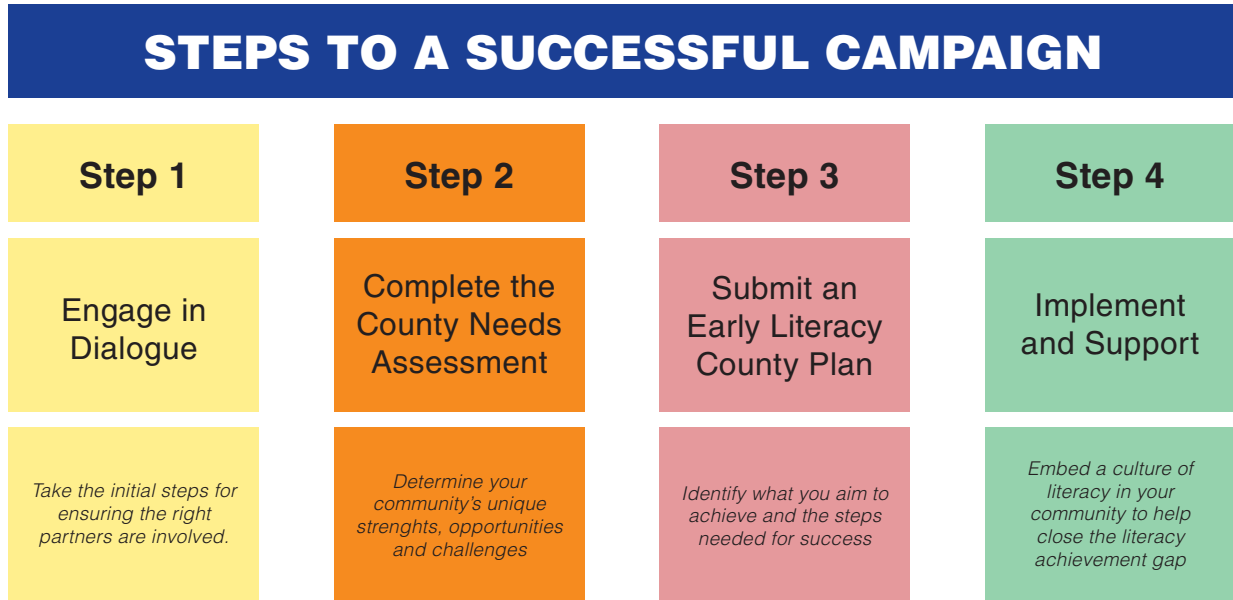 STEPS TO A SUCCESSFUL CAMPAIGN
Step 1
Engage in
Dialogue
Take the initial steps for
ensuring the right
partners are involved.
Step 2
Complete the
County Needs
Assessment
Determine your
community's unique
strenghts, opportunities
and challenges
Step 3
Submit an
Early Literacy
County Plan
Identify what you aim to
achieve and the steps
needed for success
Step 4
Implement
and Support
Embed a culture of
literacy in your
community to help
close the literacy
achievement gap